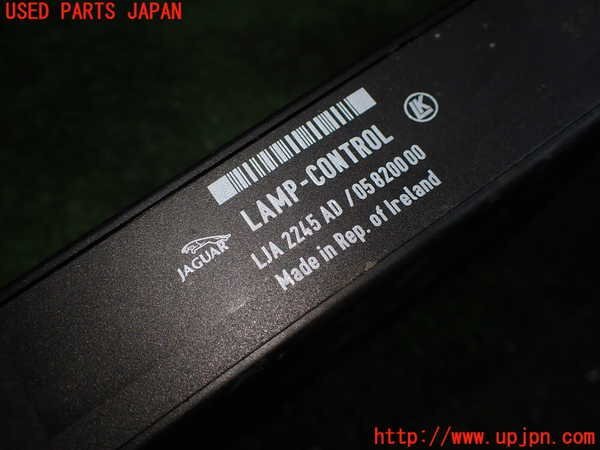 USED PARTS JAPAN
LK
LAMP-CONTROL
LJA 2245 AD /05820000
Made in Rep. of Ireland
JAGUAR
http://www.upjpn.com/